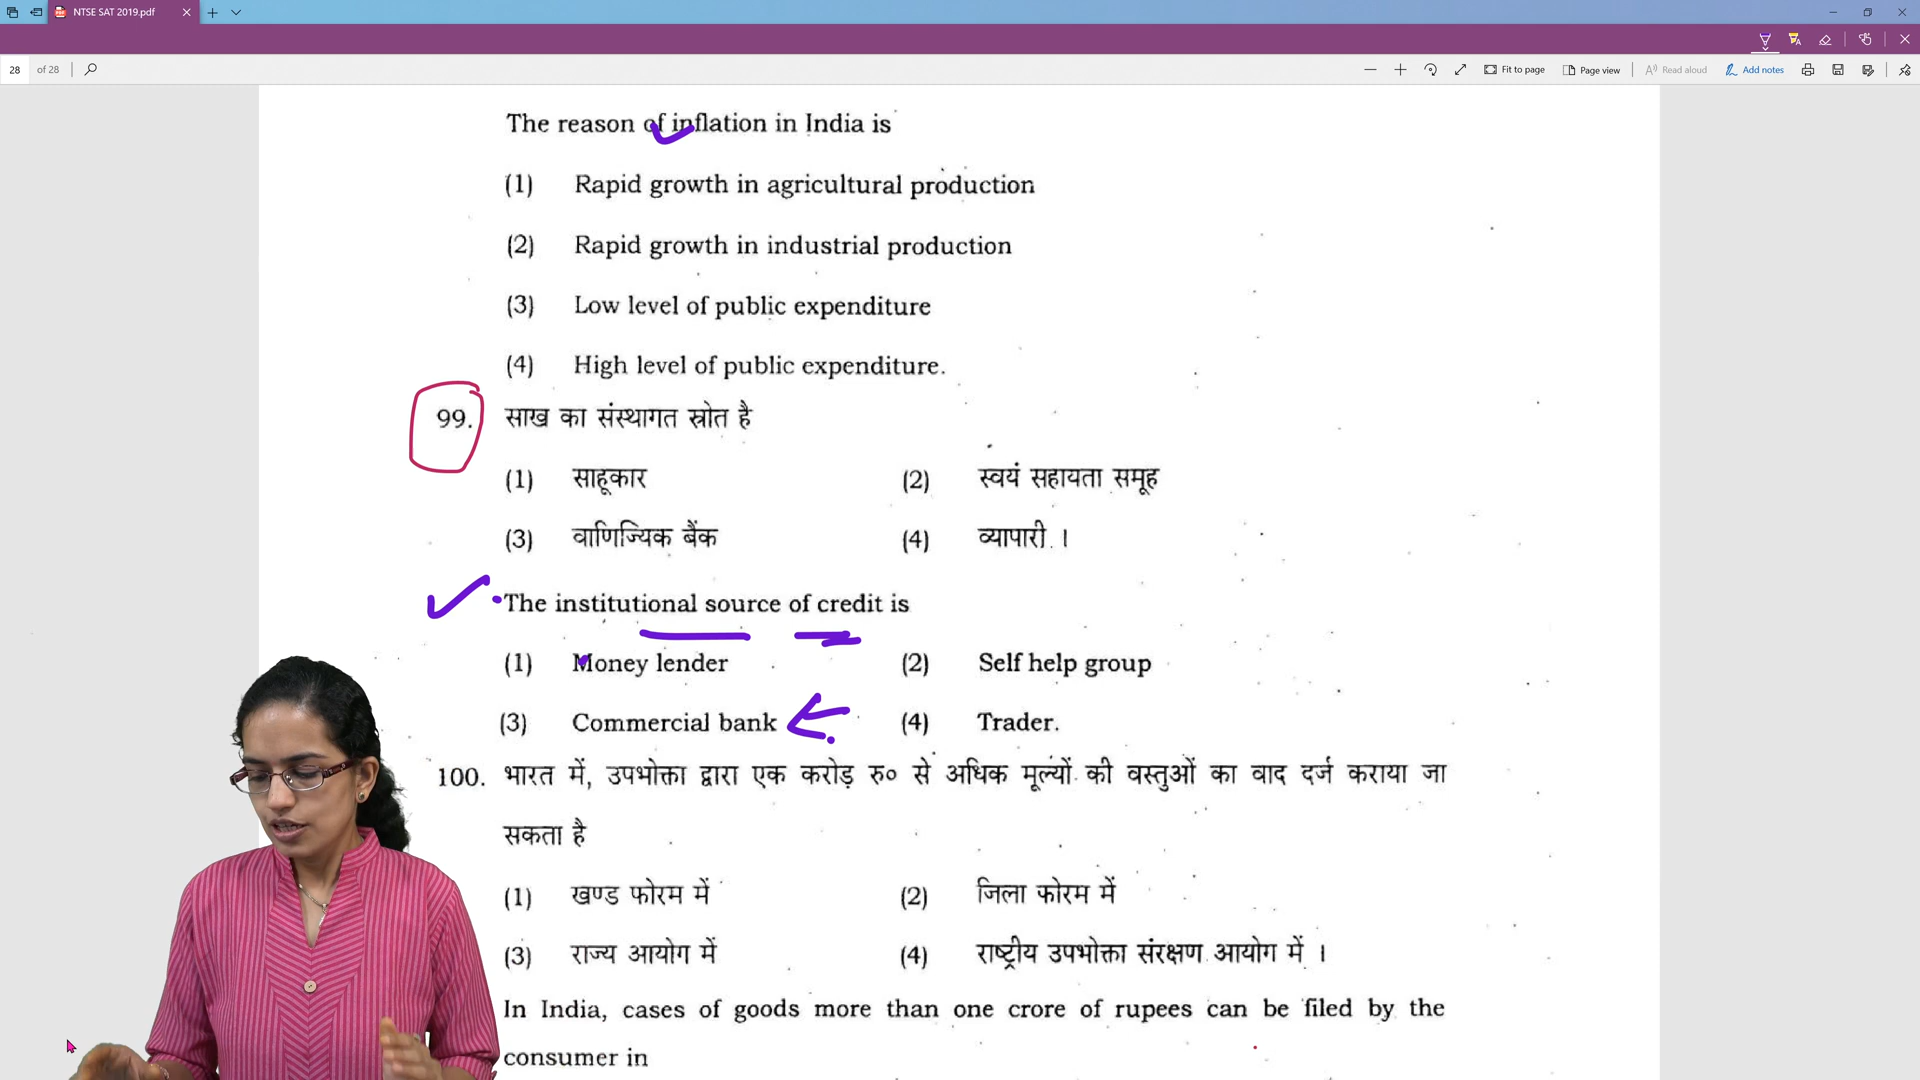 NTSE SAT 2019.pdf
28 of 28
Fit to page
Page view
Read aloud
Add notes
The reason of inflation in India is
(1) Rapid growth in agricultural production
(2) Rapid growth in industrial production
(3) Low level of public expenditure
(4) High level of public expenditure.
99. साख का संस्थागत स्रोत है
(1) साहूकार (2) स्वयं सहायता समूह
(3) वाणिज्यिक बैंक (4) व्यापारी ।
The institutional source of credit is
(1) Money lender (2) Self help group
(3) Commercial bank (4) Trader.
100. भारत में, उपभोक्ता द्वारा एक करोड़ रु० से अधिक मूल्यों की वस्तुओं का वाद दर्ज कराया जा
सकता है
(1) खण्ड फोरम में (2) जिला फोरम में
(3) राज्य आयोग में (4) राष्ट्रीय उपभोक्ता संरक्षण आयोग में ।
In India, cases of goods more than one crore of rupees can be filed by the
consumer in